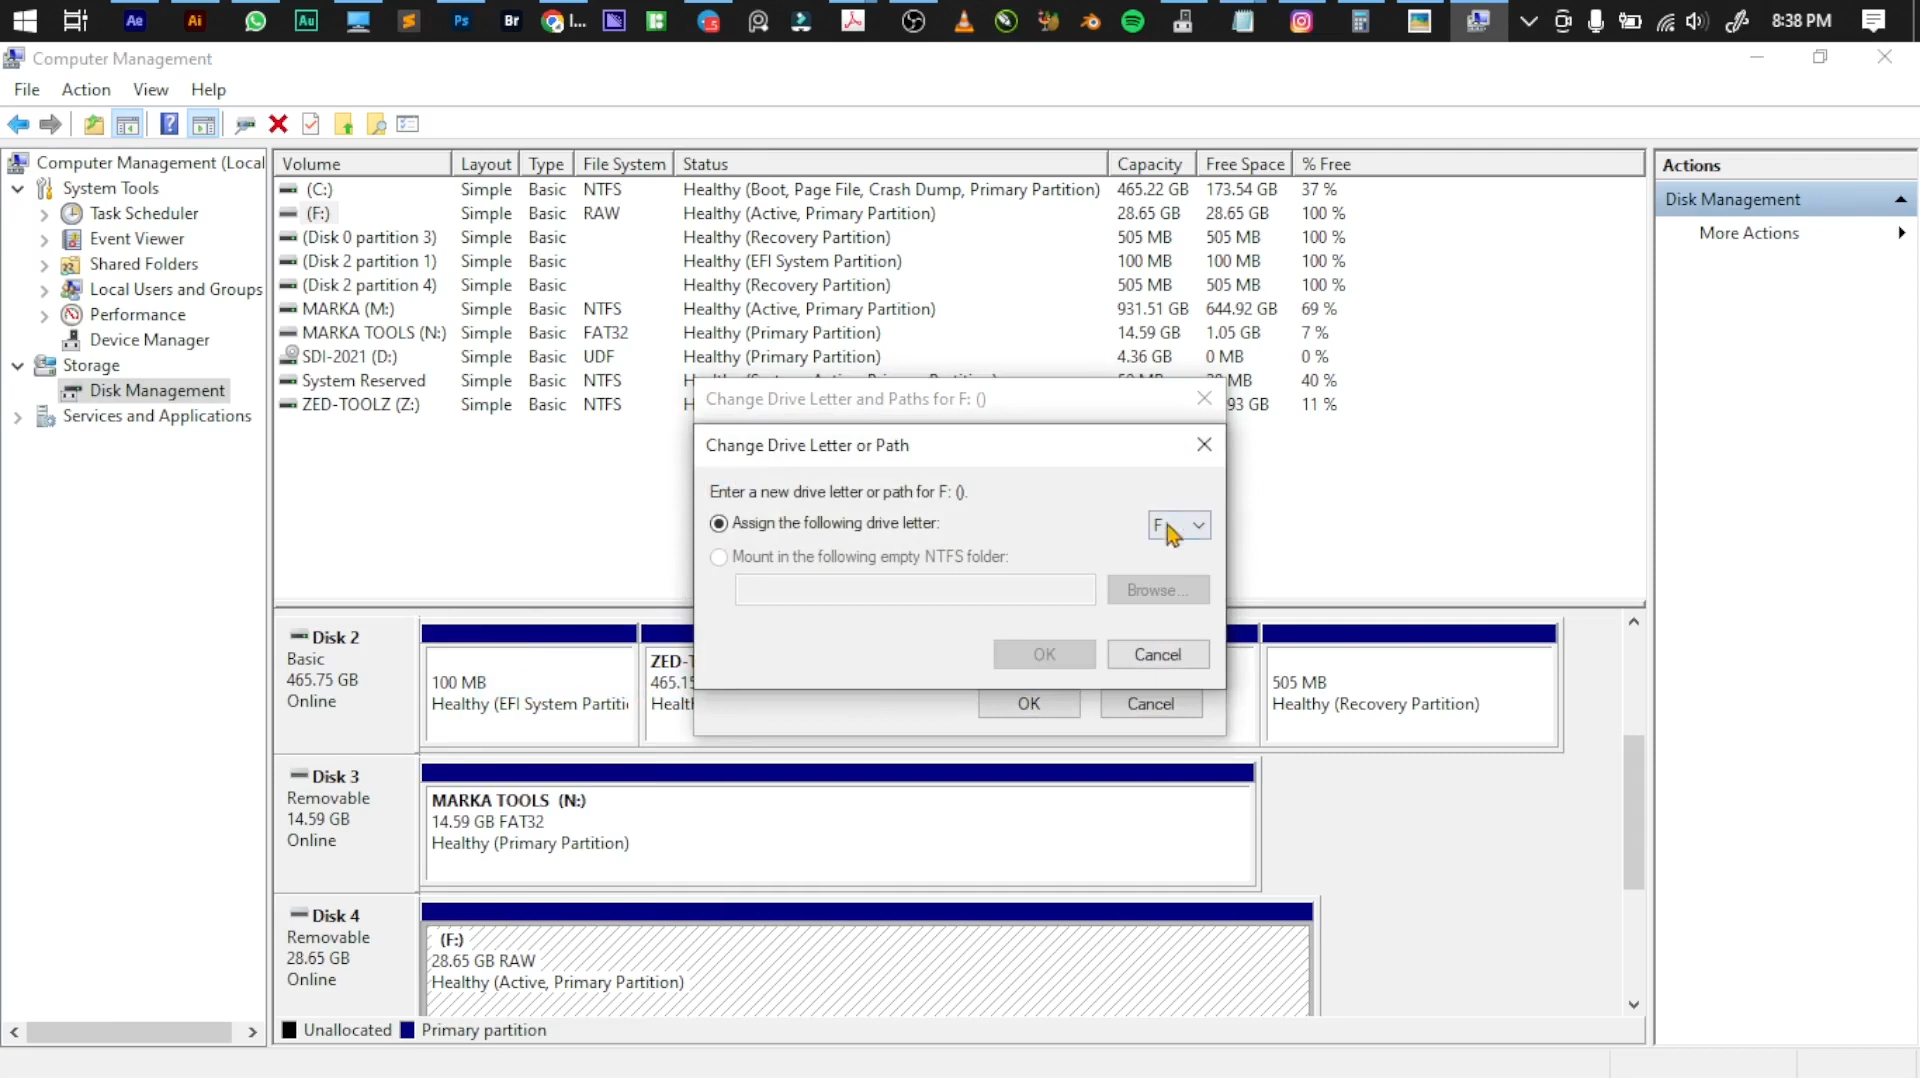 Ae Ai Au Ps Br I... 8:38 PM
Computer Management
File Action View Help
Computer Management (Local
System Tools
Task Scheduler
Event Viewer
Shared Folders
Local Users and Groups
Performance
Device Manager
Storage
Disk Management
Services and Applications
Volume Layout Type File System Status Capacity Free Space % Free
(C:) Simple Basic NTFS Healthy (Boot, Page File, Crash Dump, Primary Partition) 465.22 GB 173.54 GB 37 %
(F:) Simple Basic RAW Healthy (Active, Primary Partition) 28.65 GB 28.65 GB 100 %
(Disk 0 partition 3) Simple Basic Healthy (Recovery Partition) 505 MB 505 MB 100 %
(Disk 2 partition 1) Simple Basic Healthy (EFI System Partition) 100 MB 100 MB 100 %
(Disk 2 partition 4) Simple Basic Healthy (Recovery Partition) 505 MB 505 MB 100 %
MARKA (M:) Simple Basic NTFS Healthy (Active, Primary Partition) 931.51 GB 644.92 GB 69 %
MARKA TOOLS (N:) Simple Basic FAT32 Healthy (Primary Partition) 14.59 GB 1.05 GB 7 %
SDI-2021 (D:) Simple Basic UDF Healthy (Primary Partition) 4.36 GB 0 MB 0 %
System Reserved Simple Basic NTFS MB 40 %
ZED-TOOLZ (Z:) Simple Basic NTFS 93 GB 11 %
Actions
Disk Management
More Actions
Change Drive Letter and Paths for F: ()
Change Drive Letter or Path
Enter a new drive letter or path for F: ().
Assign the following drive letter: F
Mount in the following empty NTFS folder:
Browse...
OK Cancel
OK Cancel
Disk 2
Basic
465.75 GB
Online
100 MB
Healthy (EFI System Partiti
ZED-T
465.15
Healt
505 MB
Healthy (Recovery Partition)
Disk 3
Removable
14.59 GB
Online
MARKA TOOLS (N:)
14.59 GB FAT32
Healthy (Primary Partition)
Disk 4
Removable
28.65 GB
Online
(F:)
28.65 GB RAW
Healthy (Active, Primary Partition)
Unallocated Primary partition